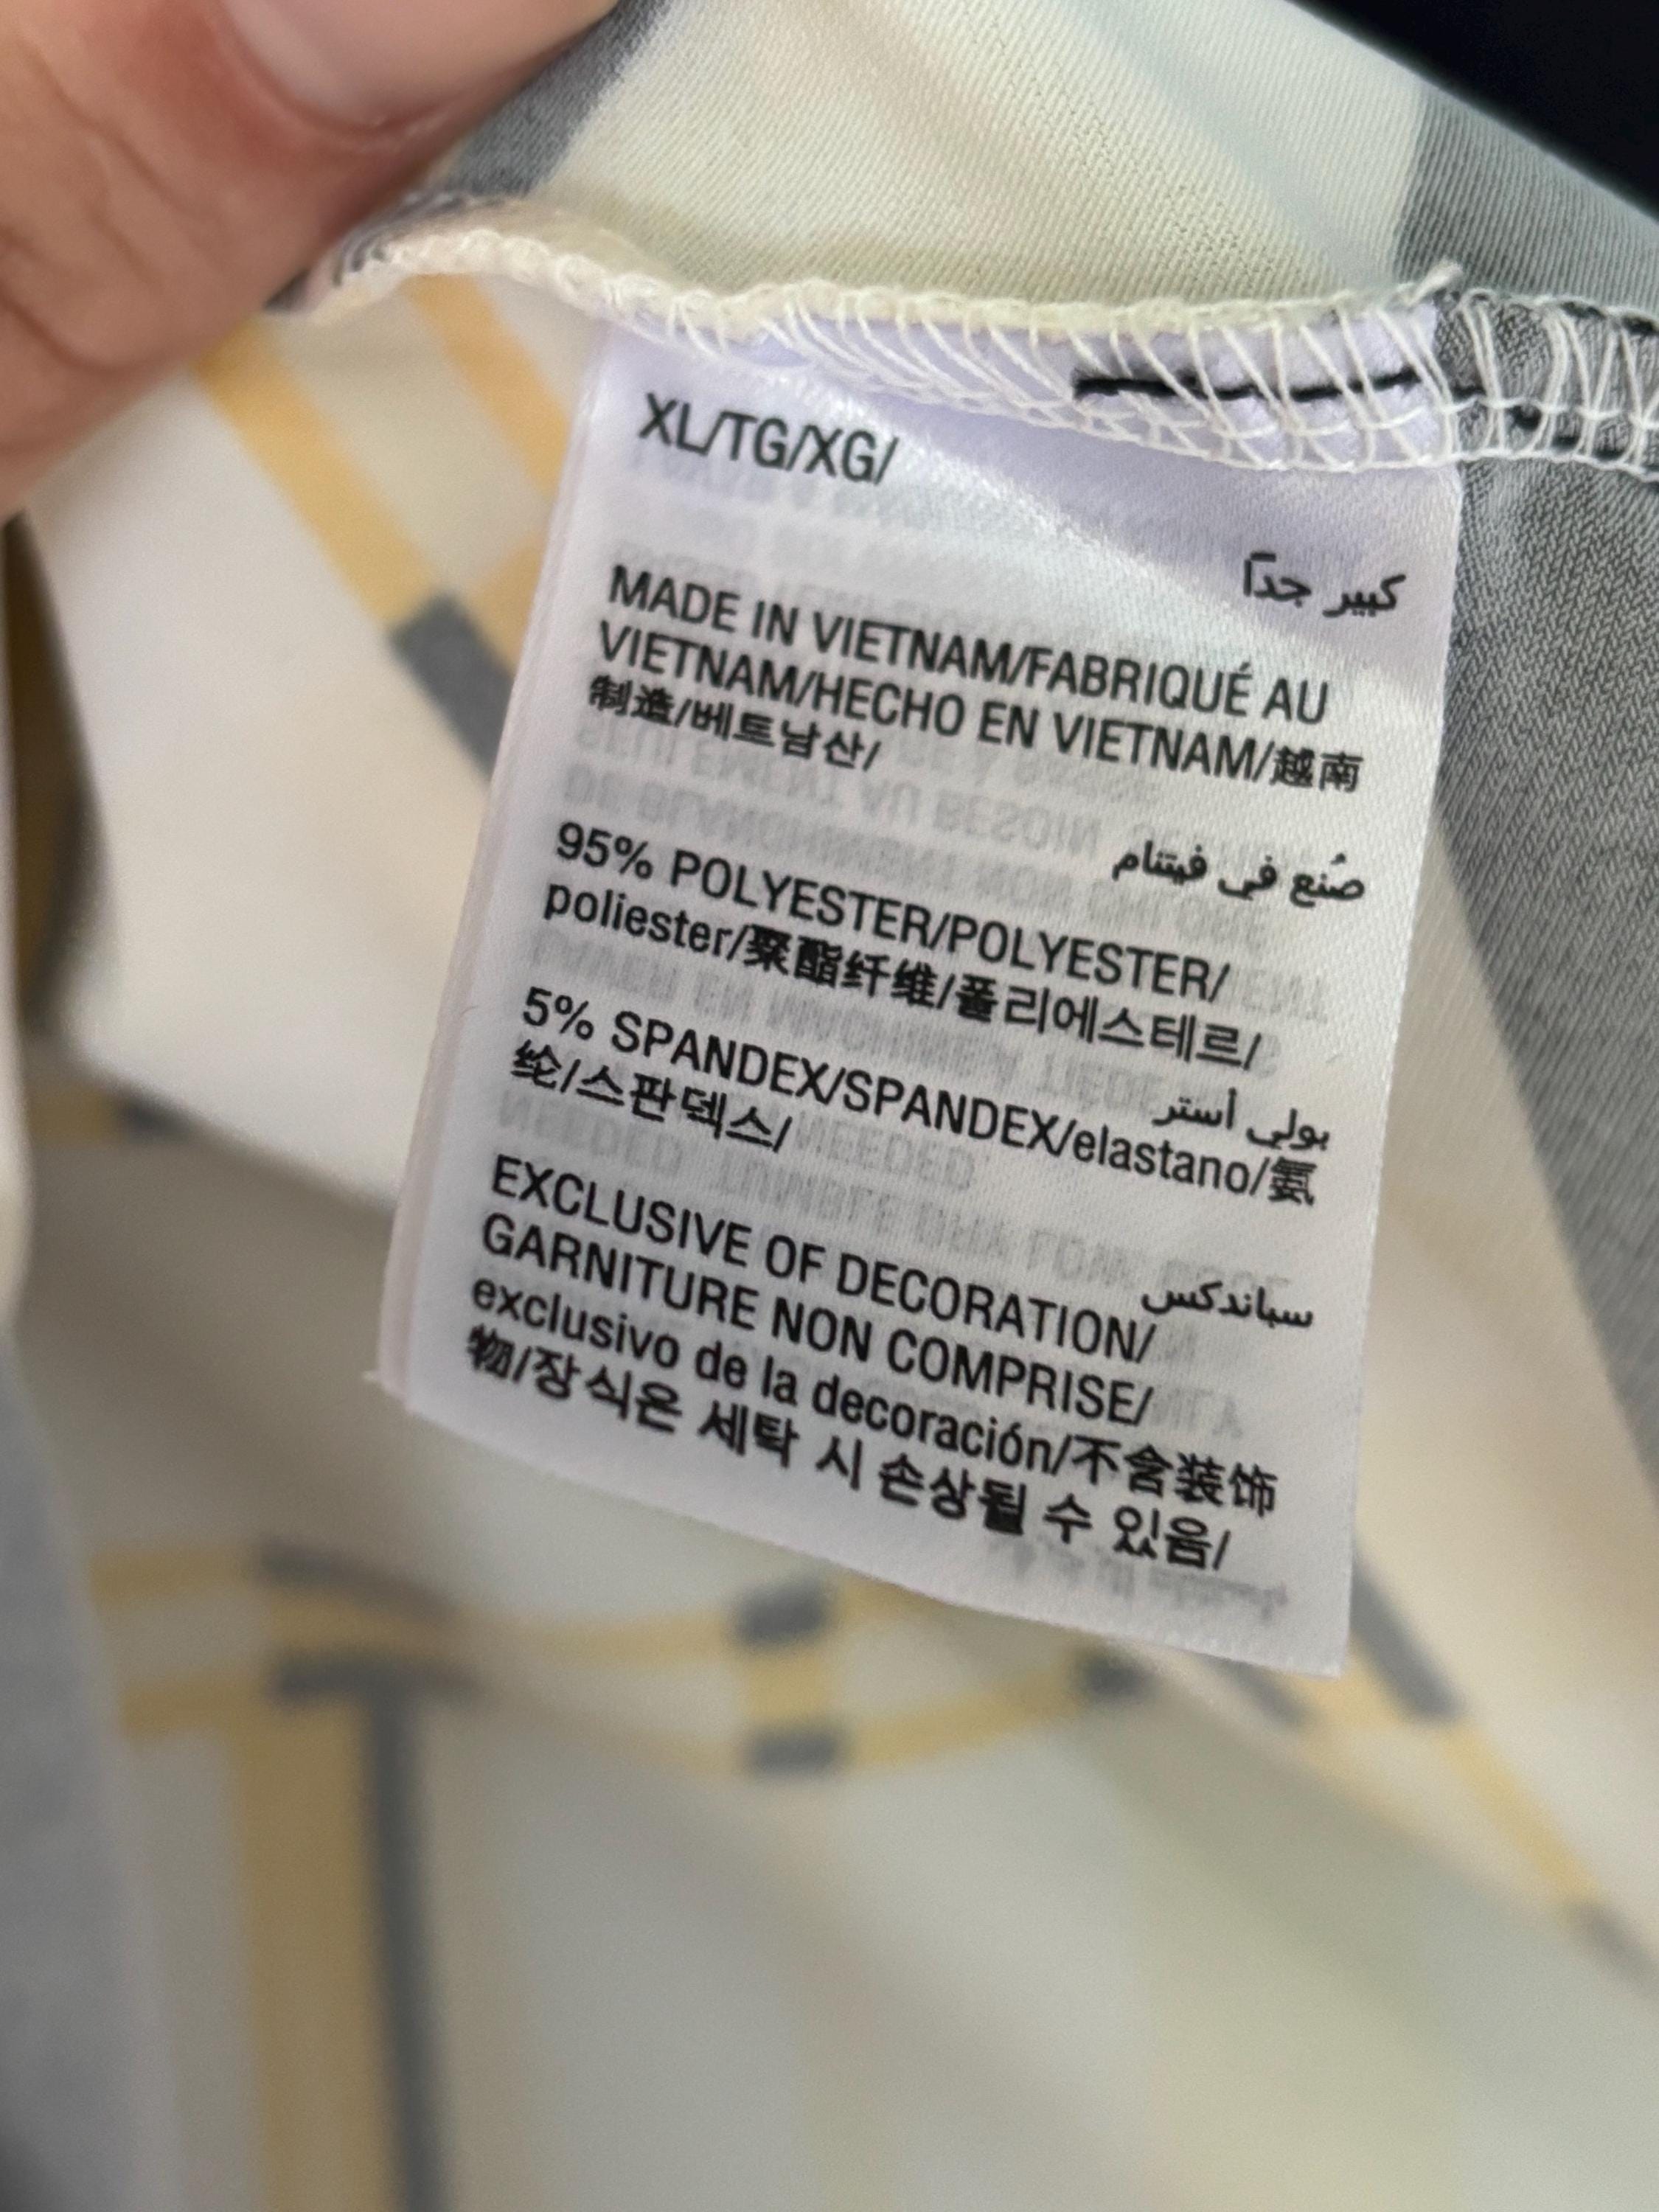 XL/TG/XG/
كبير جداً
MADE IN VIETNAM/FABRIQUÉ AU
VIETNAM/HECHO EN VIETNAM/越南
制造/베트남산/
صُنع في فيتنام
95% POLYESTER/POLYESTER/
poliester/聚酯纤维/폴리에스테르/
بولي أستر
5% SPANDEX/SPANDEX/elastano/氨
纶/스판덱스/
سباندكس
EXCLUSIVE OF DECORATION/
GARNITURE NON COMPRISE/
exclusivo de la decoración/不含装饰
物/장식은 세탁 시 손상될 수 있음/